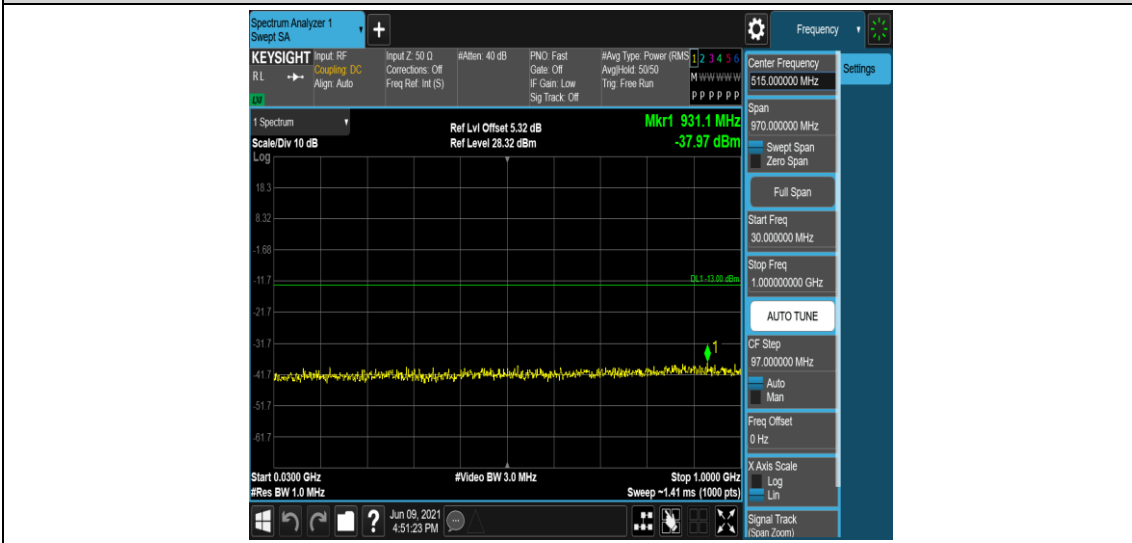 Spectrum Analyzer 1
Swept SA
+
Frequency
KEYSIGHT
RL
LXI
Input: RF
Coupling: DC
Align: Auto
Input Z: 50 Ω
Corrections: Off
Freq Ref: Int (S)
#Atten: 40 dB
PNO: Fast
Gate: Off
IF Gain: Low
Sig Track: Off
#Avg Type: Power (RMS
Avg|Hold: 50/50
Trig: Free Run
1 2 3 4 5 6
M W W W W W
P P P P P P
1 Spectrum
Scale/Div 10 dB
Log
Ref Lvl Offset 5.32 dB
Ref Level 28.32 dBm
Mkr1 931.1 MHz
-37.97 dBm
18.3
8.32
-1.68
-11.7
-21.7
-31.7
-41.7
-51.7
-61.7
DL1 -13.00 dBm
1
Start 0.0300 GHz
#Res BW 1.0 MHz
#Video BW 3.0 MHz
Stop 1.0000 GHz
Sweep ~1.41 ms (1000 pts)
?
Jun 09, 2021
4:51:23 PM
Center Frequency
515.000000 MHz
Settings
Span
970.000000 MHz
Swept Span
Zero Span
Full Span
Start Freq
30.000000 MHz
Stop Freq
1.000000000 GHz
AUTO TUNE
CF Step
97.000000 MHz
Auto
Man
Freq Offset
0 Hz
X Axis Scale
Log
Lin
Signal Track
(Span Zoom)